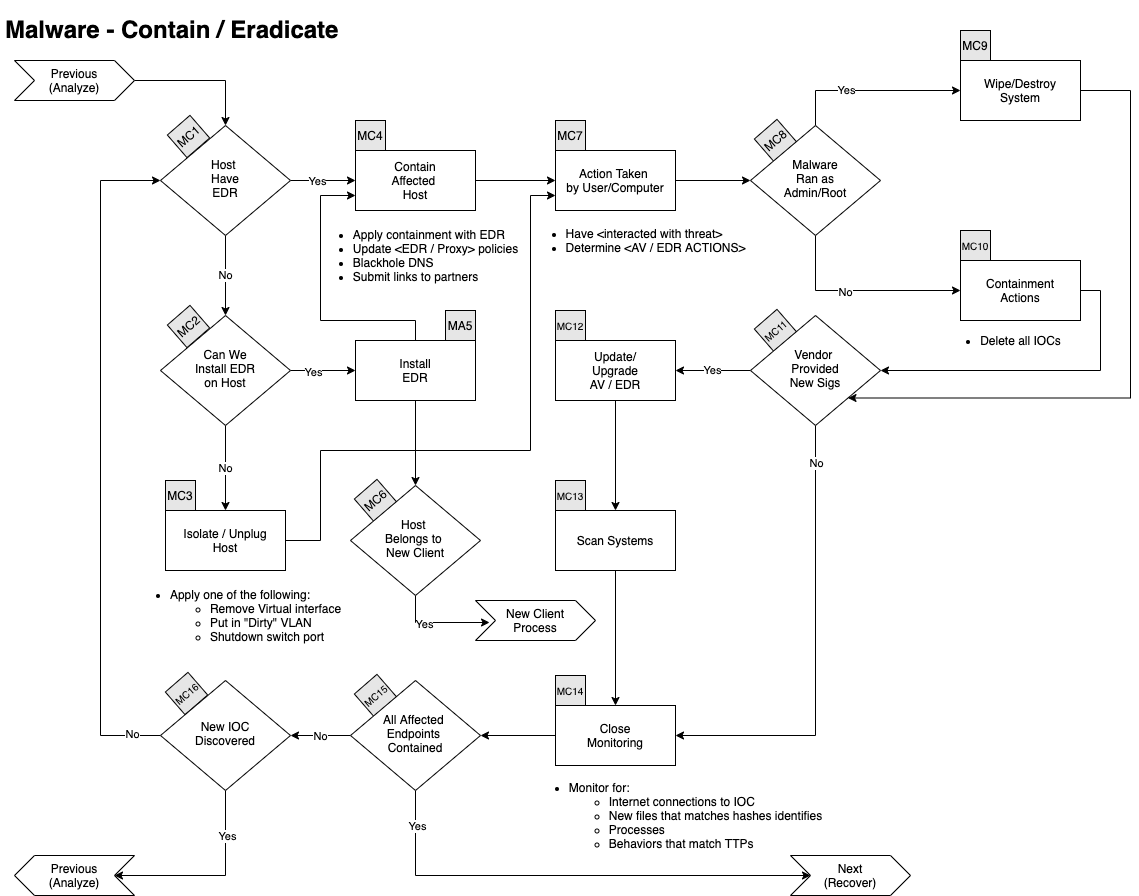 Malware - Contain / Eradicate
Previous
(Analyze)
MC1
Host
Have
EDR
Yes
No
MC4
Contain
Affected
Host
Apply containment with EDR
Update <EDR / Proxy> policies
Blackhole DNS
Submit links to partners
MC7
Action Taken
by User/Computer
Have <interacted with threat>
Determine <AV / EDR ACTIONS>
MC8
Malware
Ran as
Admin/Root
Yes
No
MC9
Wipe/Destroy
System
MC10
Containment
Actions
Delete all IOCs
MC2
Can We
Install EDR
on Host
Yes
No
MA5
Install
EDR
MC12
Update/
Upgrade
AV / EDR
MC11
Vendor
Provided
New Sigs
Yes
No
MC3
Isolate / Unplug
Host
Apply one of the following:
Remove Virtual interface
Put in "Dirty" VLAN
Shutdown switch port
MC6
Host
Belongs to
New Client
Yes
New Client
Process
MC13
Scan Systems
MC16
New IOC
Discovered
No
Yes
MC15
All Affected
Endpoints
Contained
No
Yes
MC14
Close
Monitoring
Monitor for:
Internet connections to IOC
New files that matches hashes identifies
Processes
Behaviors that match TTPs
Previous
(Analyze)
Next
(Recover)